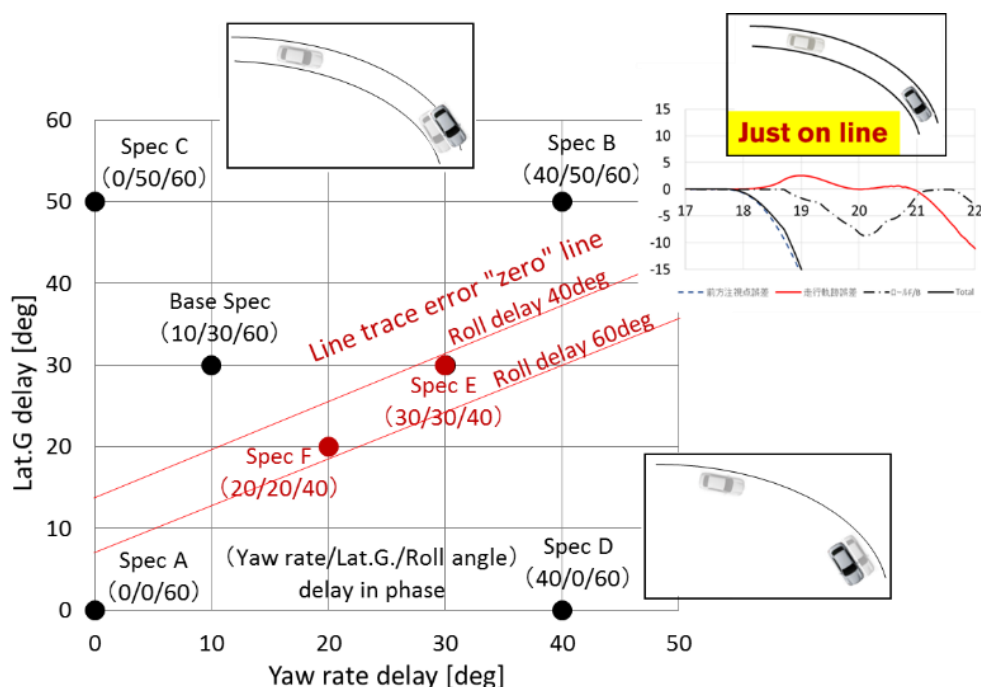 Just on line
15
10
5
0
-5
-10
-15
17
18
19
20
21
22
前方注視点誤差
走行軌跡誤差
ロールF/B
Total
60
50
40
30
20
10
0
Lat.G delay [deg]
Spec C
(0/50/60)
Spec B
(40/50/60)
Line trace error "zero" line
Roll delay 40deg
Roll delay 60deg
Base Spec
(10/30/60)
Spec E
(30/30/40)
Spec F
(20/20/40)
Spec A
(0/0/60)
(Yaw rate/Lat.G./Roll angle)
delay in phase
Spec D
(40/0/60)
0
10
20
30
40
50
Yaw rate delay [deg]